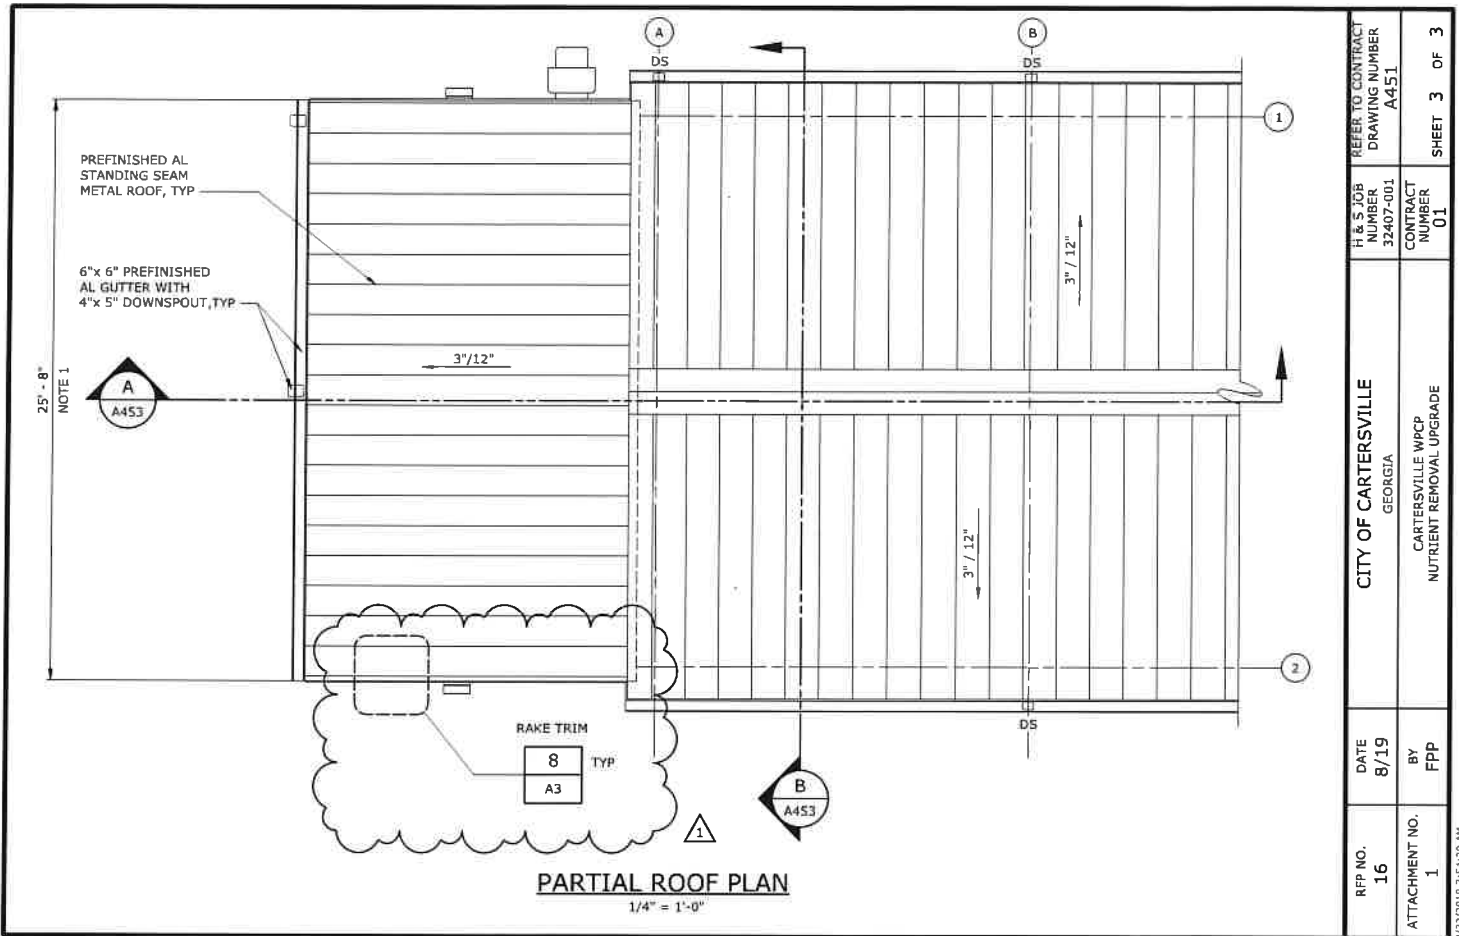 A
B
DS
DS
1
PREFINISHED AL
STANDING SEAM
METAL ROOF, TYP
3" / 12"
6"x 6" PREFINISHED
AL GUTTER WITH
4"x 5" DOWNSPOUT,TYP
3"/12"
25' - 8"
NOTE 1
A
A453
3" / 12"
2
DS
RAKE TRIM
8
TYP
A3
B
A453
1
PARTIAL ROOF PLAN
1/4" = 1'-0"
RFP NO.
16
ATTACHMENT NO.
1
DATE
8/19
BY
FPP
CITY OF CARTERSVILLE
GEORGIA
CARTERSVILLE WPCP
NUTRIENT REMOVAL UPGRADE
H & S JOB
NUMBER
32407-001
CONTRACT
NUMBER
01
REFER TO CONTRACT
DRAWING NUMBER
A451
SHEET 3 OF 3